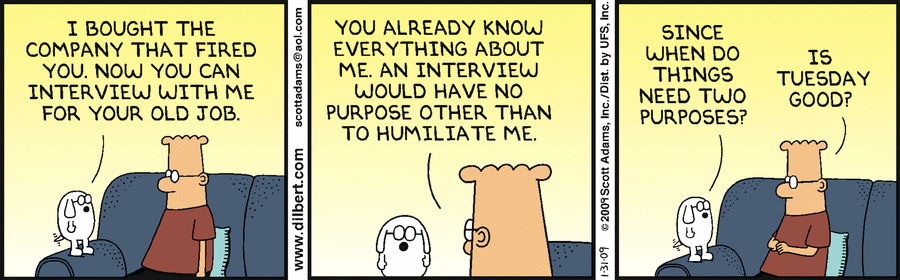 I BOUGHT THE
COMPANY THAT FIRED
YOU. NOW YOU CAN
INTERVIEW WITH ME
FOR YOUR OLD JOB.
www.dilbert.com
scottadams@aol.com
YOU ALREADY KNOW
EVERYTHING ABOUT
ME. AN INTERVIEW
WOULD HAVE NO
PURPOSE OTHER THAN
TO HUMILIATE ME.
1-31-09 © 2009 Scott Adams, Inc./Dist. by UFS, Inc.
SINCE
WHEN DO
THINGS
NEED TWO
PURPOSES?
IS
TUESDAY
GOOD?